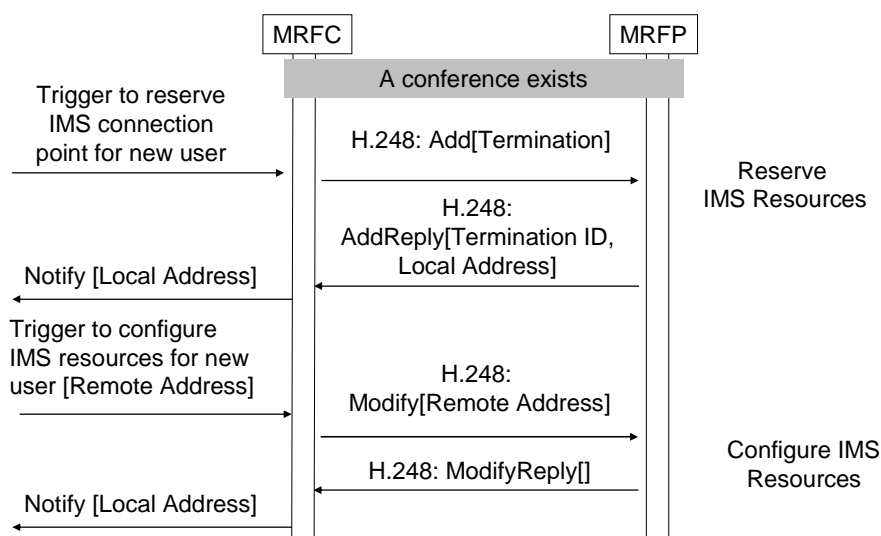 MRFC
MRFP
A conference exists
Trigger to reserve
IMS connection
point for new user
H.248: Add[Termination]
Reserve
IMS Resources
H.248:
AddReply[Termination ID,
Local Address]
Notify [Local Address]
Trigger to configure
IMS resources for new
user [Remote Address]
H.248:
Modify[Remote Address]
Configure IMS
Resources
H.248: ModifyReply[]
Notify [Local Address]